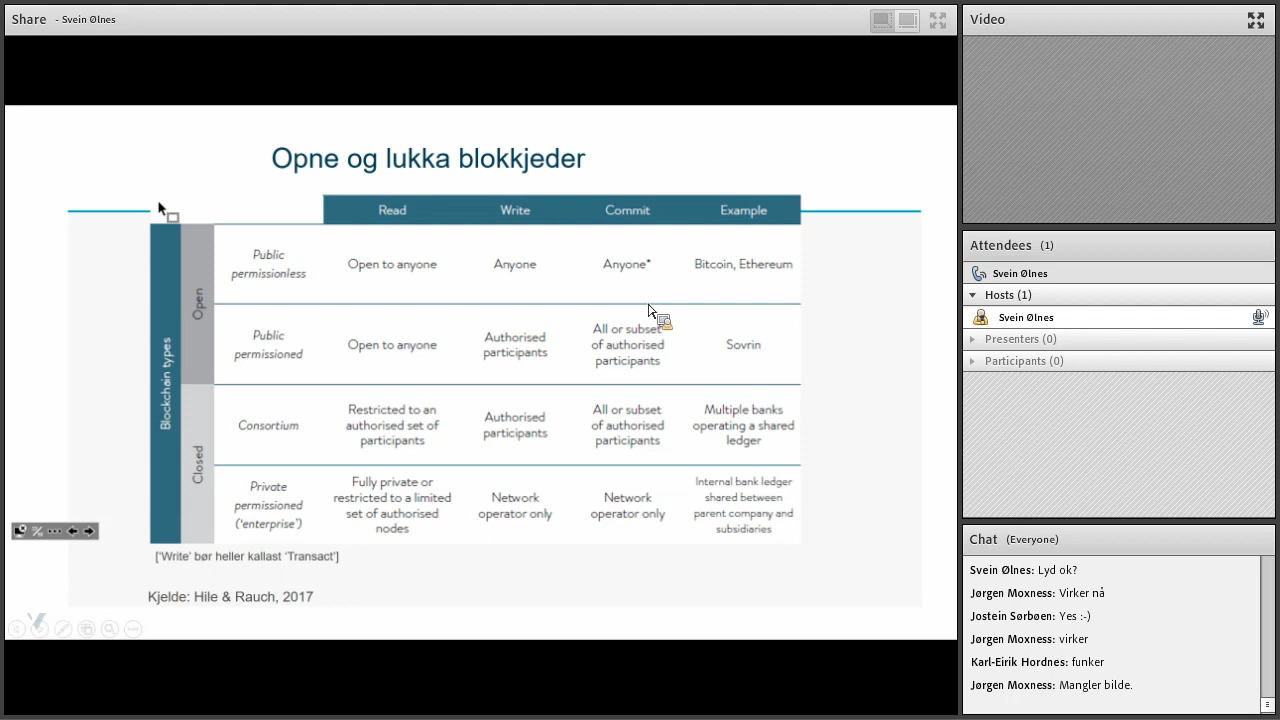 Share - Svein Ølnes
Opne og lukka blokkjeder
Read Write Commit Example
Blockchain types
Open
Public
permissionless
Open to anyone
Anyone
Anyone*
Bitcoin, Ethereum
Public
permissioned
Open to anyone
Authorised
participants
All or subset
of authorised
participants
Sovrin
Closed
Consortium
Restricted to an
authorised set of
participants
Authorised
participants
All or subset
of authorised
participants
Multiple banks
operating a shared
ledger
Private
permissioned
('enterprise')
Fully private or
restricted to a limited
set of authorised
nodes
Network
operator only
Network
operator only
Internal bank ledger
shared between
parent company and
subsidiaries
['Write' bør heller kallast 'Transact']
Kjelde: Hile & Rauch, 2017
Video
Attendees (1)
Svein Ølnes
Hosts (1)
Svein Ølnes
Presenters (0)
Participants (0)
Chat (Everyone)
Svein Ølnes: Lyd ok?
Jørgen Moxness: Virker nå
Jostein Sørbøen: Yes :-)
Jørgen Moxness: virker
Karl-Eirik Hordnes: funker
Jørgen Moxness: Mangler bilde.